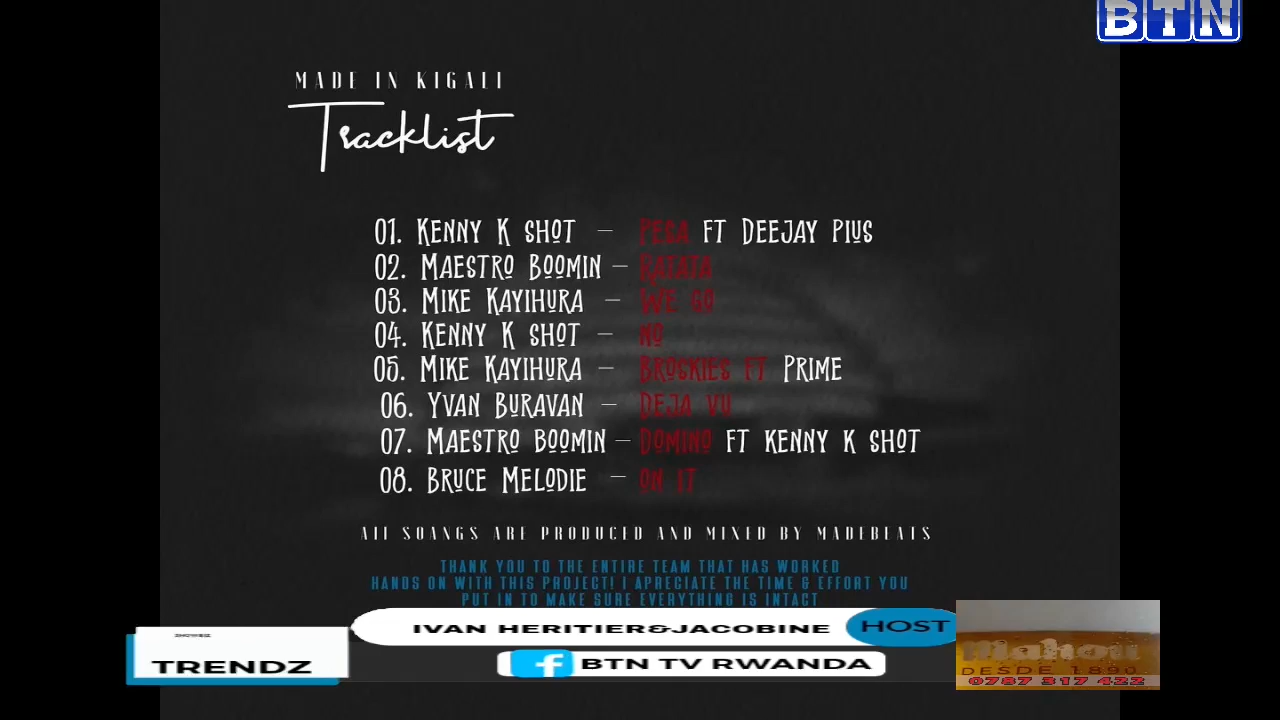 BTN
MADE IN KIGALI
Tracklist
01. KENNY K SHOT – PEGA FT DEEJAY PIUS
02. MAESTRO BOOMIN – RATATA
03. MIKE KAYIHURA – WE GO
04. KENNY K SHOT – NO
05. MIKE KAYIHURA – BROSKIES FT PRIME
06. YVAN BURAVAN – DEJA VU
07. MAESTRO BOOMIN – DOMINO FT KENNY K SHOT
08. BRUCE MELODIE – ON IT
All SOANGS ARE PRODUCED AND MIXED BY MADEBEATS
THANK YOU TO THE ENTIRE TEAM THAT HAS WORKED
HANDS ON WITH THIS PROJECT! I APRECIATE THE TIME & EFFORT YOU
PUT IN TO MAKE SURE EVERYTHING IS INTACT
IVAN HERITIER&JACOBINE HOST
SHOWBIZ
TRENDZ
f BTN TV RWANDA
Mahou
DESDE 1890
0787 317 422